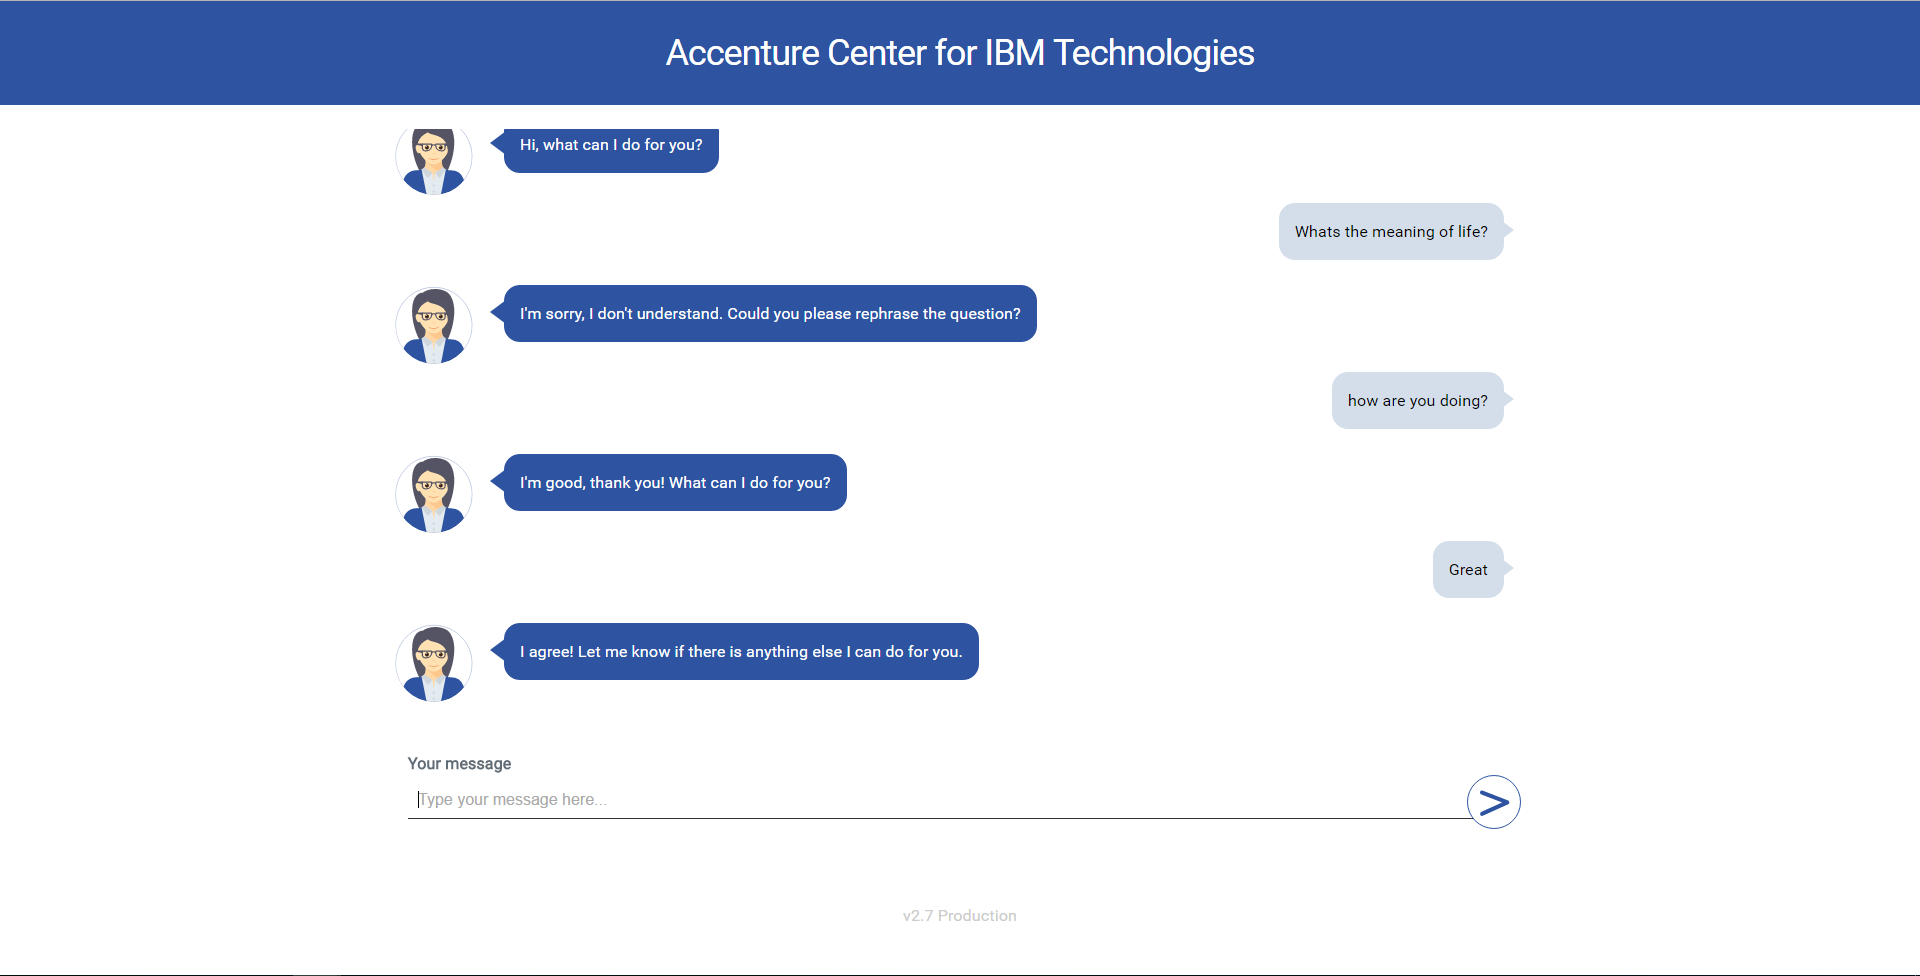 Accenture Center for IBM Technologies
Hi, what can I do for you?
Whats the meaning of life?
I'm sorry, I don't understand. Could you please rephrase the question?
how are you doing?
I'm good, thank you! What can I do for you?
Great
I agree! Let me know if there is anything else I can do for you.
Your message
Type your message here...
v2.7 Production